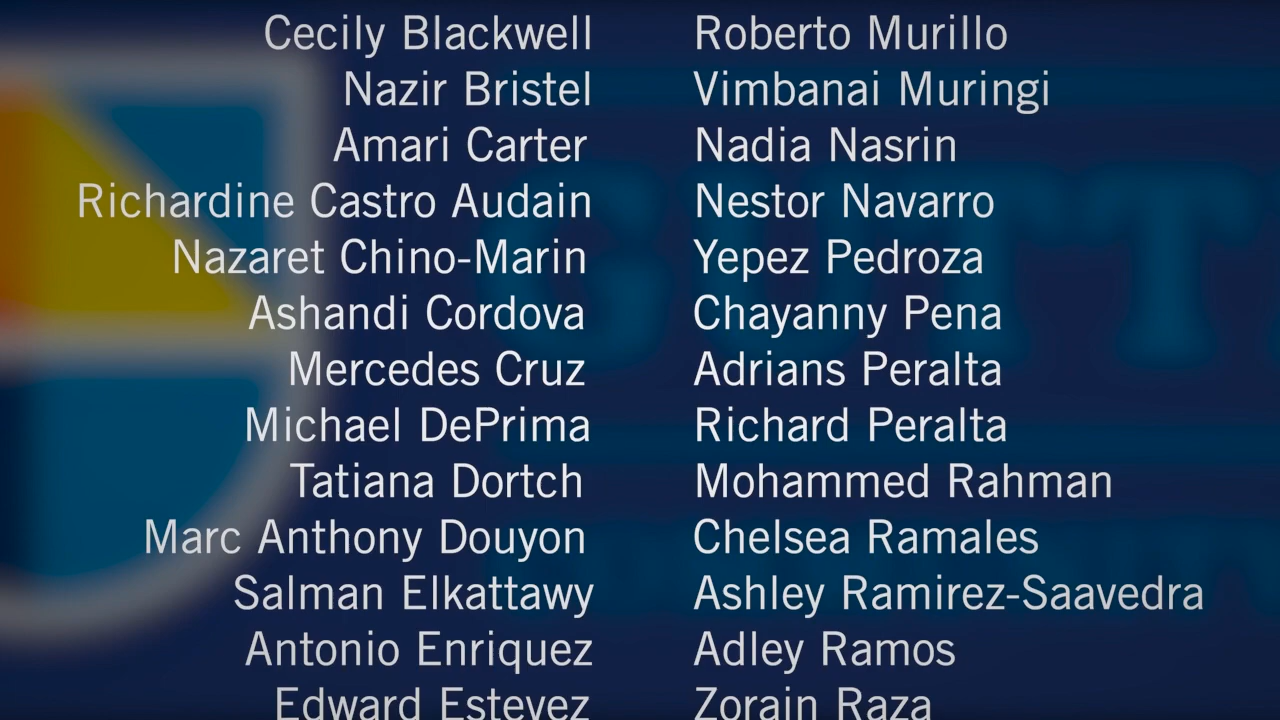 Cecily Blackwell
Nazir Bristel
Amari Carter
Richardine Castro Audain
Nazaret Chino-Marin
Ashandi Cordova
Mercedes Cruz
Michael DePrima
Tatiana Dortch
Marc Anthony Douyon
Salman Elkattawy
Antonio Enriquez
Edward Estevez
Roberto Murillo
Vimbanai Muringi
Nadia Nasrin
Nestor Navarro
Yepez Pedroza
Chayanny Pena
Adrians Peralta
Richard Peralta
Mohammed Rahman
Chelsea Ramales
Ashley Ramirez-Saavedra
Adley Ramos
Zorain Raza